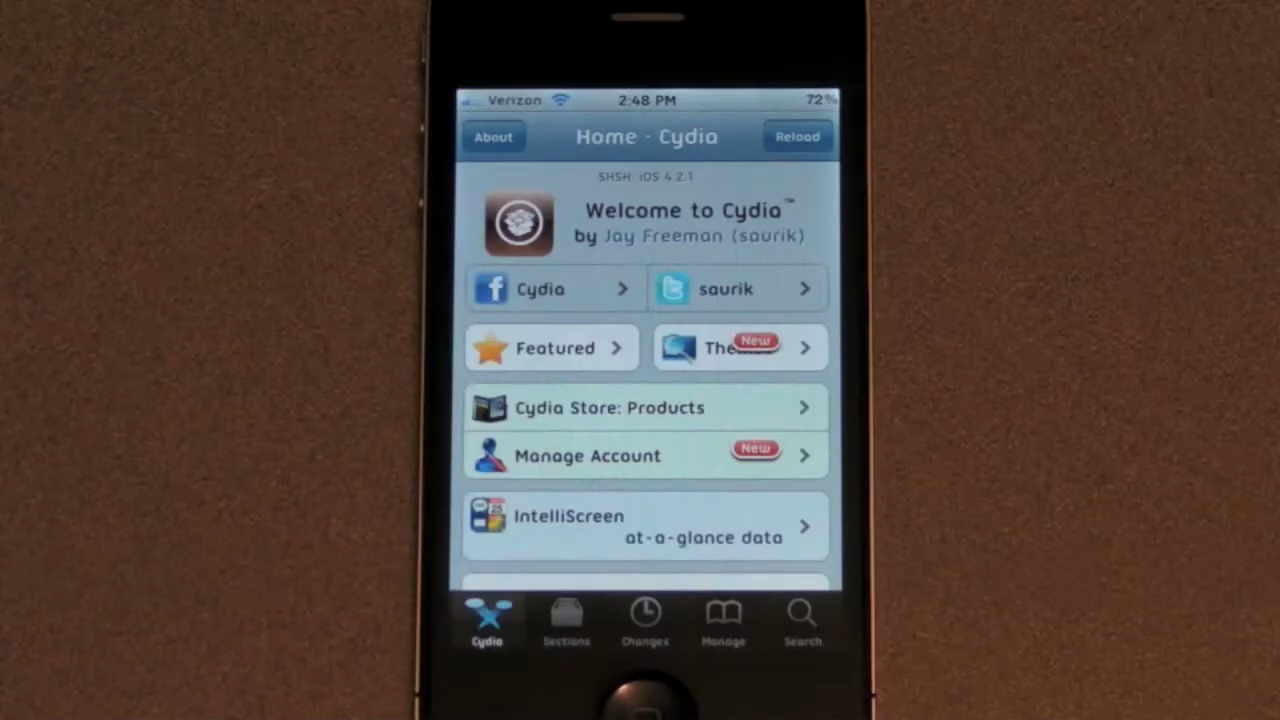 Verizon 2:48 PM 72%
About Home - Cydia Reload
SHSH: iOS 4.2.1
Welcome to Cydia™
by Jay Freeman (saurik)
Cydia saurik
Featured New
Cydia Store: Products
Manage Account New
25
IntelliScreen
at-a-glance data
Cydia Sections Changes Manage Search